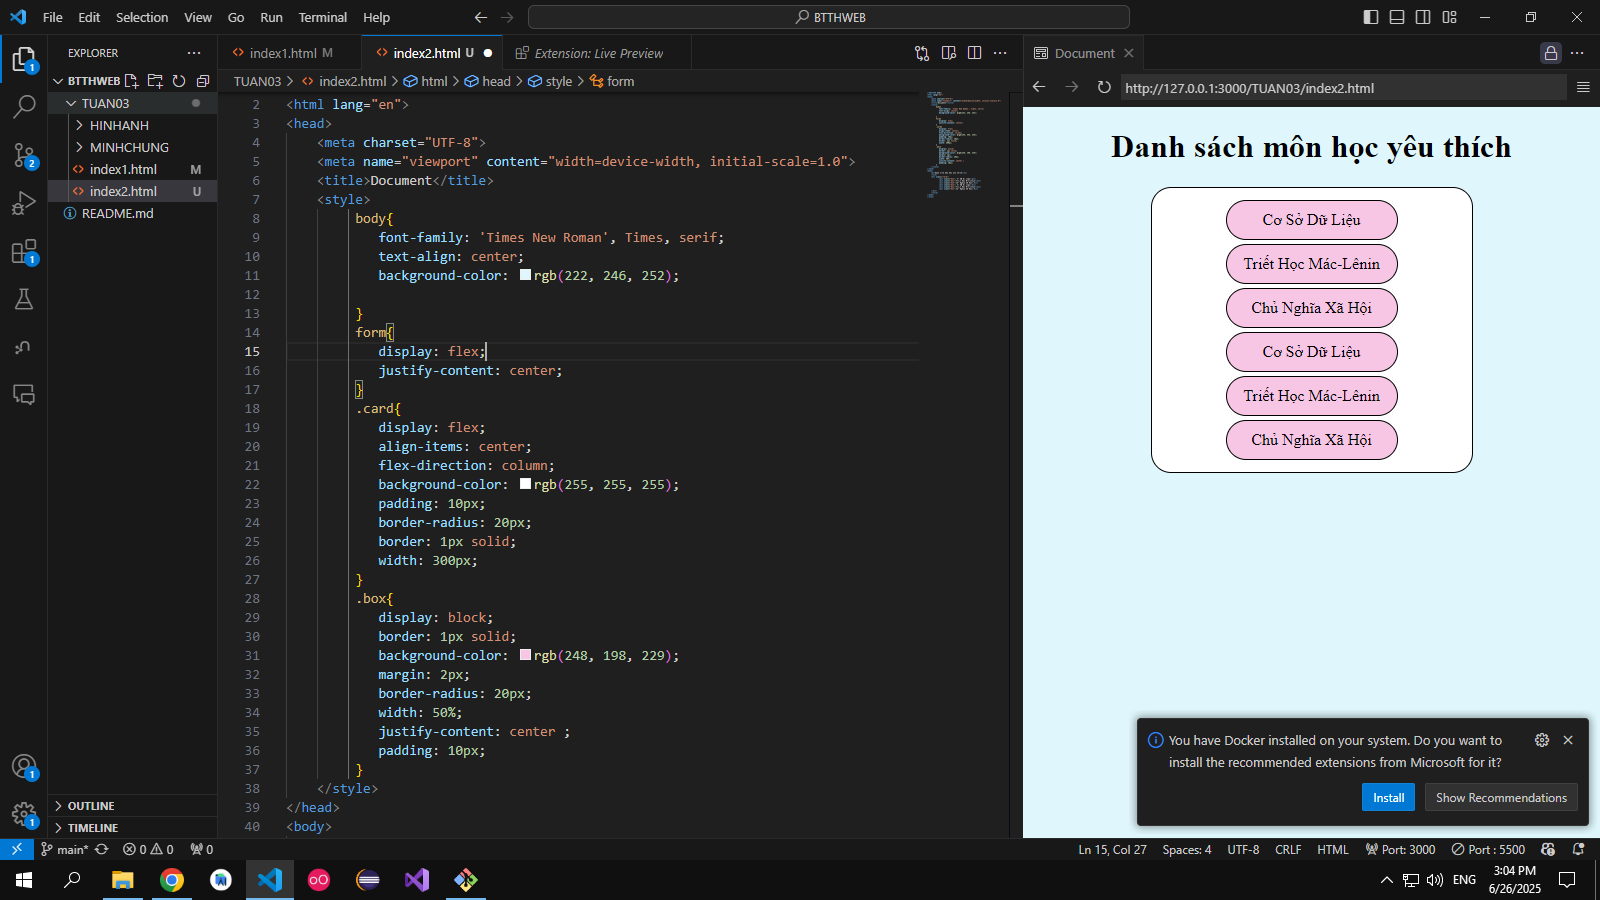 File Edit Selection View Go Run Terminal Help
BTTHWEB
EXPLORER
BTTHWEB
TUAN03
HINHANH
MINHCHUNG
index1.html M
index2.html U
README.md
OUTLINE
TIMELINE
index1.html M
index2.html U
Extension: Live Preview
TUAN03 > index2.html > html > head > style > form
2 <html lang="en">
3 <head>
4 <meta charset="UTF-8">
5 <meta name="viewport" content="width=device-width, initial-scale=1.0">
6 <title>Document</title>
7 <style>
8 body{
9 font-family: 'Times New Roman', Times, serif;
10 text-align: center;
11 background-color: rgb(222, 246, 252);
12
13 }
14 form{
15 display: flex;
16 justify-content: center;
17 }
18 .card{
19 display: flex;
20 align-items: center;
21 flex-direction: column;
22 background-color: rgb(255, 255, 255);
23 padding: 10px;
24 border-radius: 20px;
25 border: 1px solid;
26 width: 300px;
27 }
28 .box{
29 display: block;
30 border: 1px solid;
31 background-color: rgb(248, 198, 229);
32 margin: 2px;
33 border-radius: 20px;
34 width: 50%;
35 justify-content: center ;
36 padding: 10px;
37 }
38 </style>
39 </head>
40 <body>
Document
http://127.0.0.1:3000/TUAN03/index2.html
Danh sách môn học yêu thích
Cơ Sở Dữ Liệu
Triết Học Mác-Lênin
Chủ Nghĩa Xã Hội
Cơ Sở Dữ Liệu
Triết Học Mác-Lênin
Chủ Nghĩa Xã Hội
You have Docker installed on your system. Do you want to
install the recommended extensions from Microsoft for it?
Install
Show Recommendations
main* 0 0 0
Ln 15, Col 27 Spaces: 4 UTF-8 CRLF HTML Port: 3000 Port : 5500
ENG
3:04 PM
6/26/2025